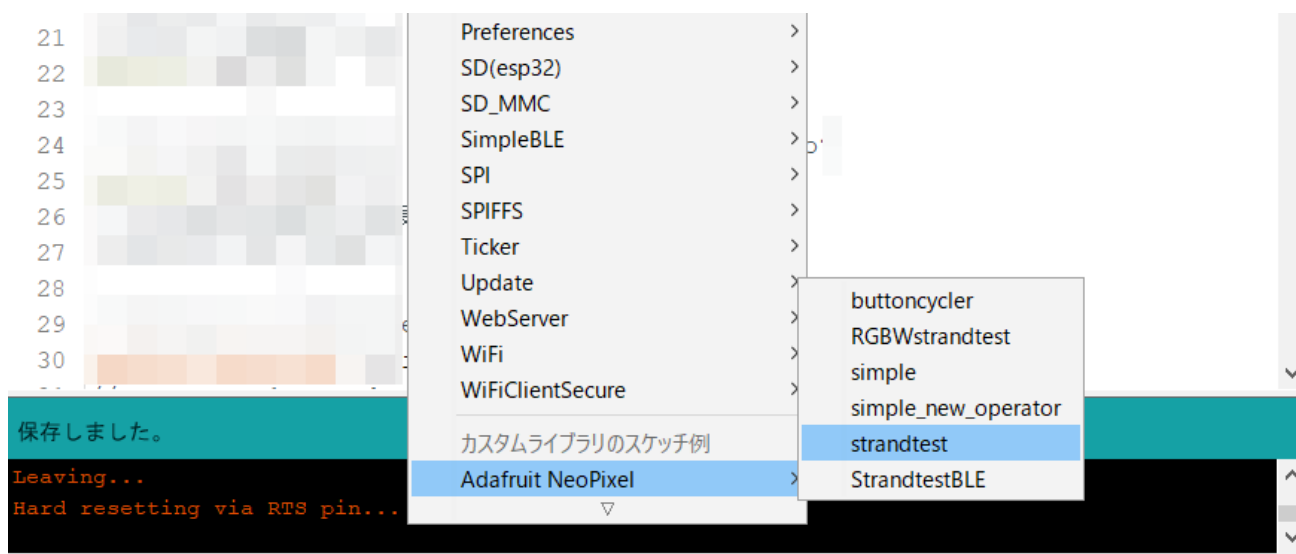 21
22
23
24
25
26
27
28
29
30
Preferences
SD(esp32)
SD_MMC
SimpleBLE
SPI
SPIFFS
Ticker
Update
WebServer
WiFi
WiFiClientSecure
カスタムライブラリのスケッチ例
Adafruit NeoPixel
buttoncycler
RGBWstrandtest
simple
simple_new_operator
strandtest
StrandtestBLE
保存しました。
Leaving...
Hard resetting via RTS pin...